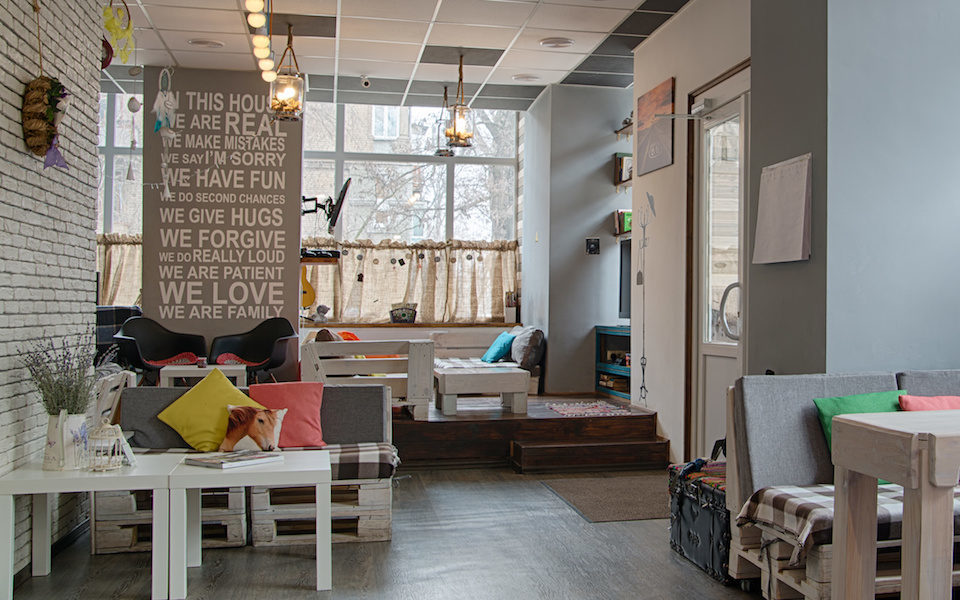 IN THIS HOUSE
WE ARE REAL
WE MAKE MISTAKES
WE SAY I'M SORRY
WE HAVE FUN
WE DO SECOND CHANCES
WE GIVE HUGS
WE FORGIVE
WE DO REALLY LOUD
WE ARE PATIENT
WE LOVE
WE ARE FAMILY